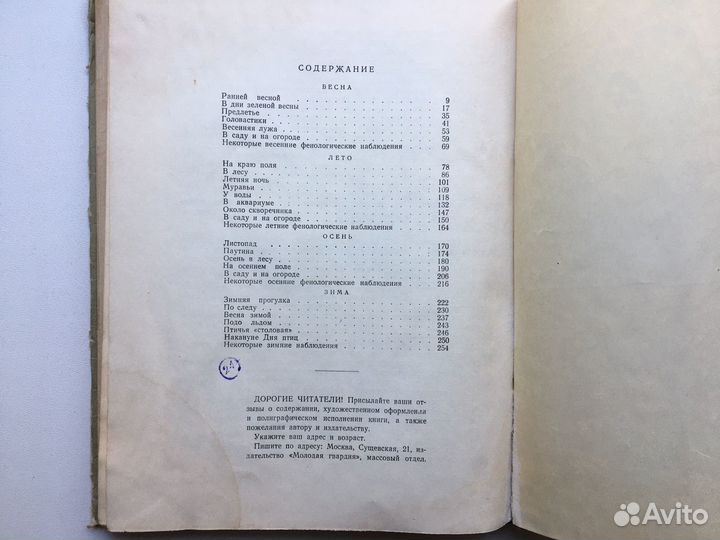 СОДЕРЖАНИЕ
ВЕСНА
Ранней весной . . . . . . . . . . . . 9
В дни зеленой весны . . . . . . . . . . . . 17
Предлетье . . . . . . . . . . . . 35
Головастики . . . . . . . . . . . . 41
Весенняя лужа . . . . . . . . . . . . 53
В саду и на огороде . . . . . . . . . . . . 59
Некоторые весенние фенологические наблюдения . . . . 69
ЛЕТО
На краю поля . . . . . . . . . . . . 78
В лесу . . . . . . . . . . . . 86
Летняя ночь . . . . . . . . . . . . 101
Муравьи . . . . . . . . . . . . 109
У воды . . . . . . . . . . . . 118
В аквариуме . . . . . . . . . . . . 132
Около скворечника . . . . . . . . . . . . 147
В саду и на огороде . . . . . . . . . . . . 150
Некоторые летние фенологические наблюдения . . . . 164
ОСЕНЬ
Листопад . . . . . . . . . . . . 170
Паутина . . . . . . . . . . . . 174
Осень в лесу . . . . . . . . . . . . 180
На осеннем поле . . . . . . . . . . . . 190
В саду и на огороде . . . . . . . . . . . . 206
Некоторые осенние фенологические наблюдения . . . . 216
ЗИМА
Зимняя прогулка . . . . . . . . . . . . 222
По следу . . . . . . . . . . . . 230
Весна зимой . . . . . . . . . . . . 237
Подо льдом . . . . . . . . . . . . 243
Птичья «столовая» . . . . . . . . . . . . 246
Накануне Дня птиц . . . . . . . . . . . . 250
Некоторые зимние наблюдения . . . . . . . . 254
ДОРОГИЕ ЧИТАТЕЛИ! Присылайте ваши от-
зывы о содержании, художественном оформлении
и полиграфическом исполнении книги, а также
пожелания автору и издательству.
Укажите ваш адрес и возраст.
Пишите по адресу: Москва, Сущевская, 21, из-
дательство «Молодая гвардия», массовый отдел.
Avito